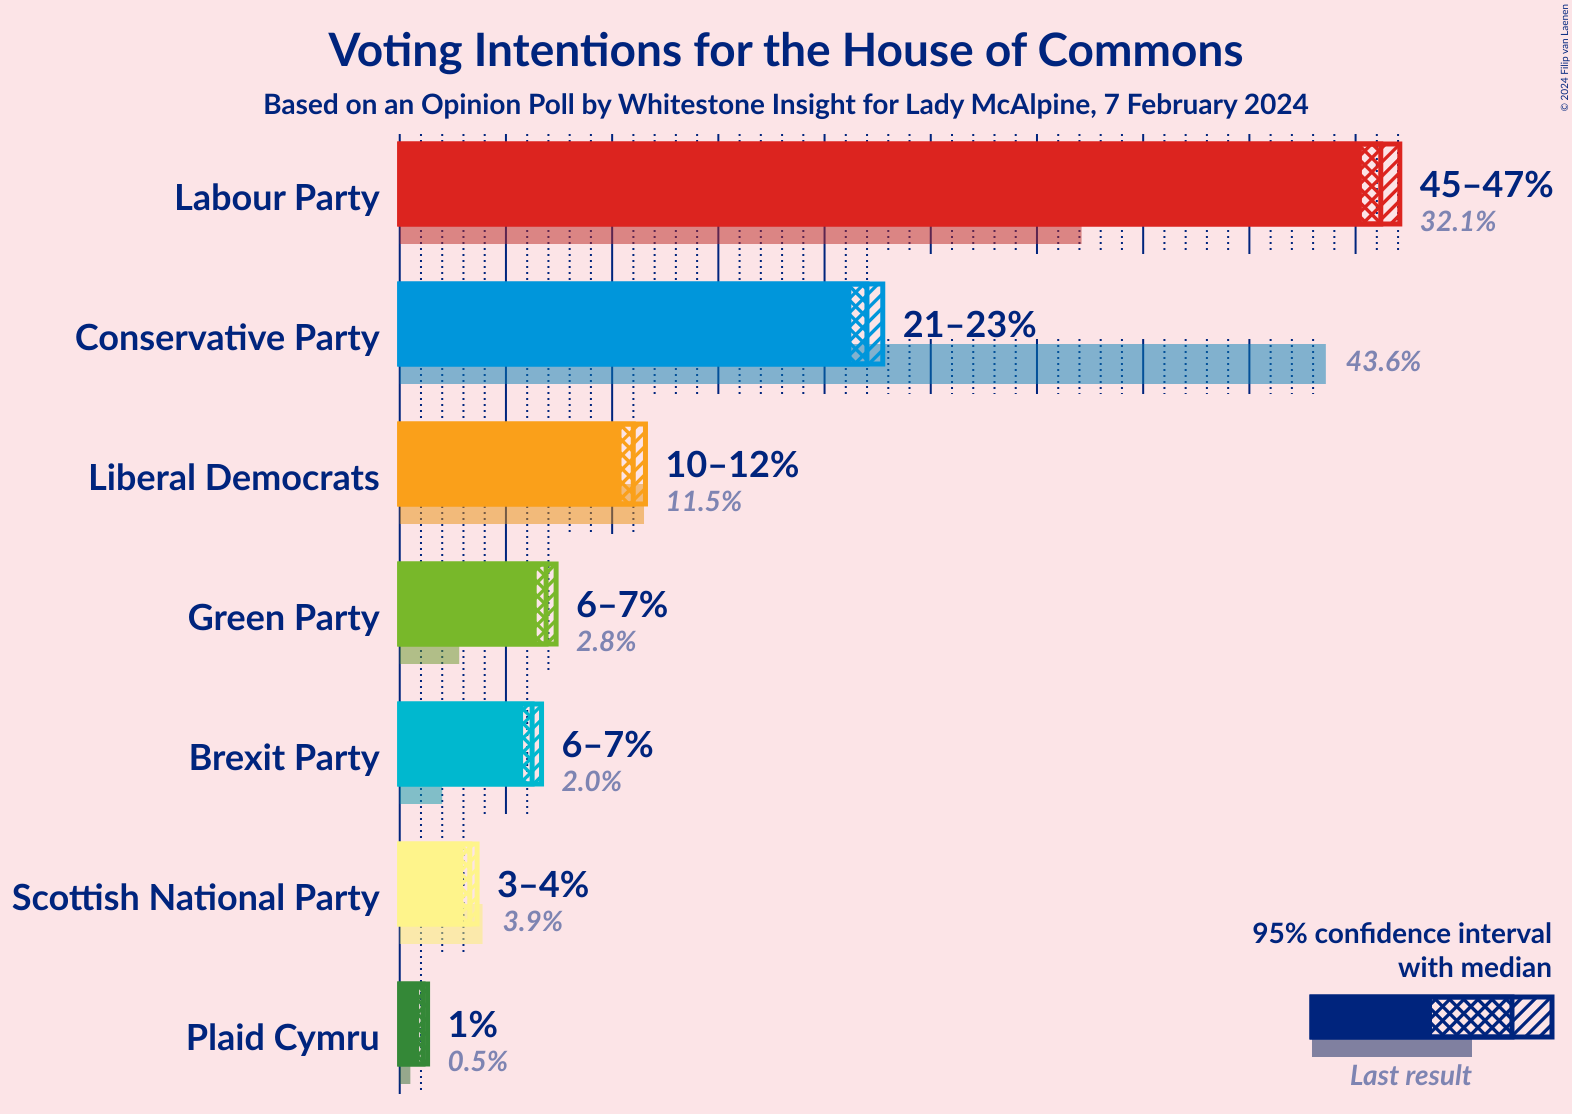 Voting Intentions for the House of Commons
Based on an Opinion Poll by Whitestone Insight for Lady McAlpine, 7 February 2024
© 2024 Filip van Laenen
Labour Party
45–47%
32.1%
Conservative Party
21–23%
43.6%
Liberal Democrats
10–12%
11.5%
Green Party
6–7%
2.8%
Brexit Party
6–7%
2.0%
Scottish National Party
3–4%
3.9%
Plaid Cymru
1%
0.5%
95% confidence interval
with median
Last result